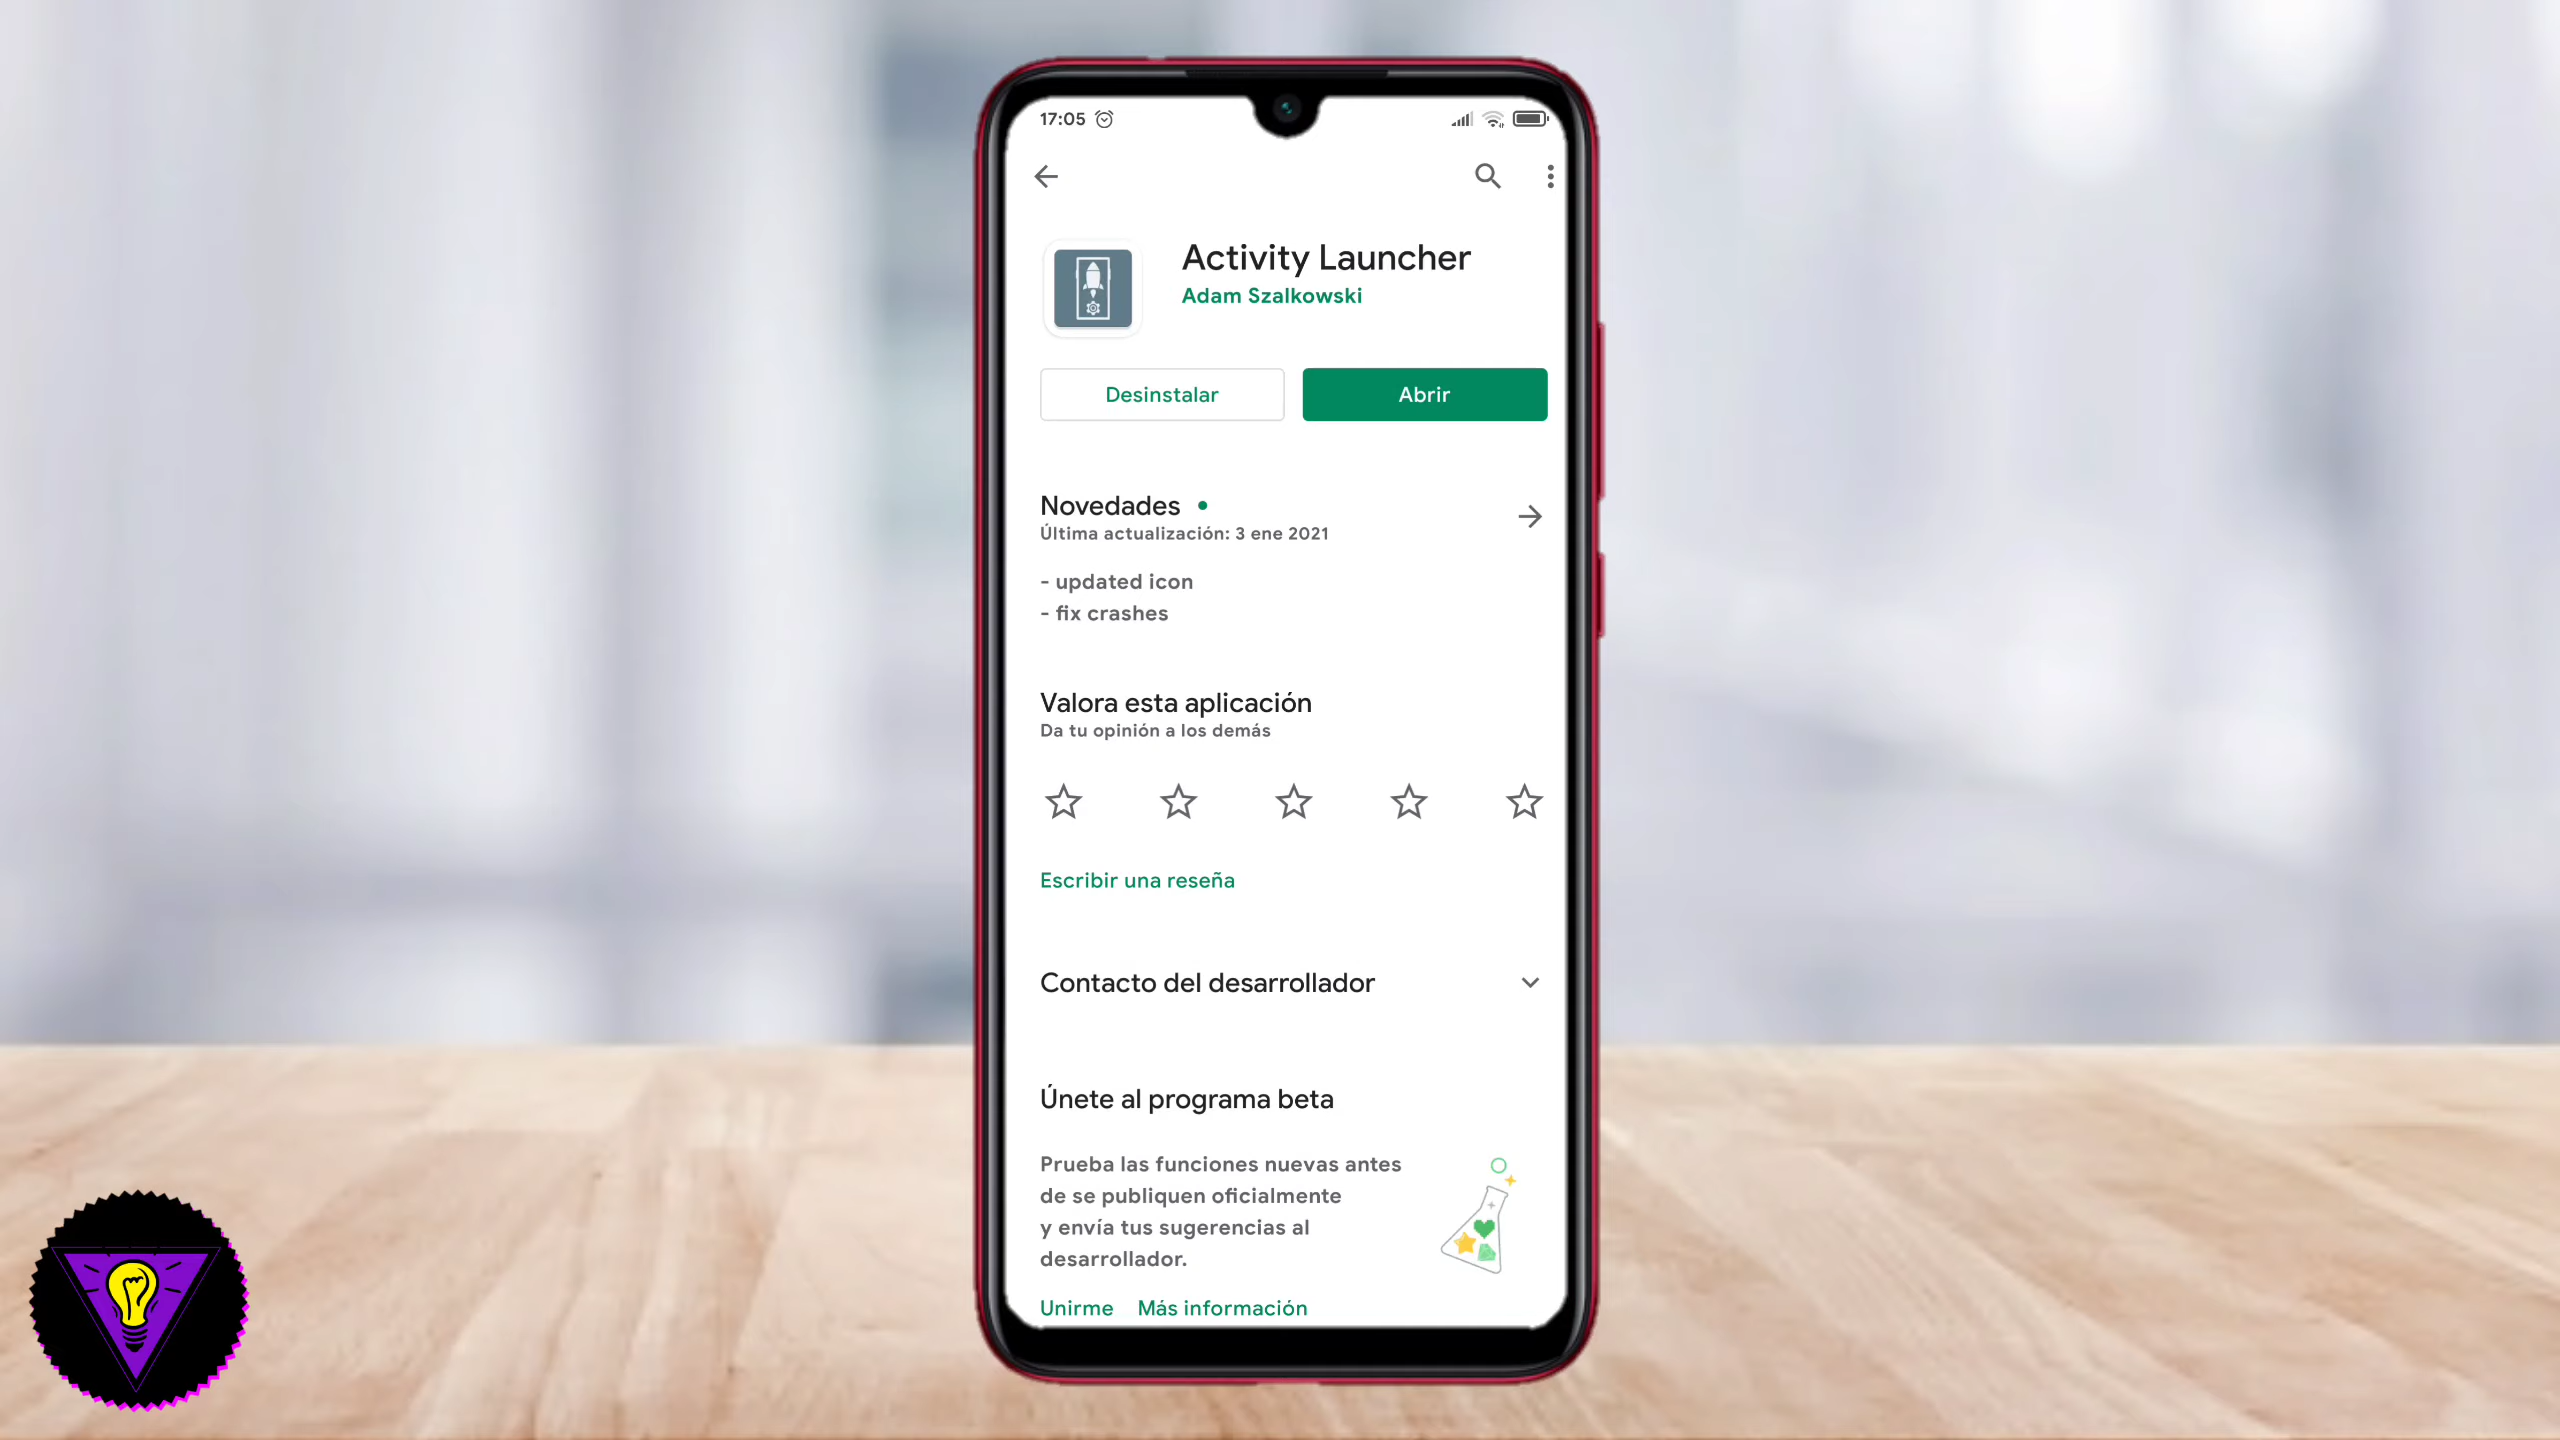 17:05
Activity Launcher
Adam Szalkowski
Desinstalar
Abrir
Novedades
Última actualización: 3 ene 2021
- updated icon
- fix crashes
Valora esta aplicación
Da tu opinión a los demás
Escribir una reseña
Contacto del desarrollador
Únete al programa beta
Prueba las funciones nuevas antes
de se publiquen oficialmente
y envía tus sugerencias al
desarrollador.
Unirme Más información